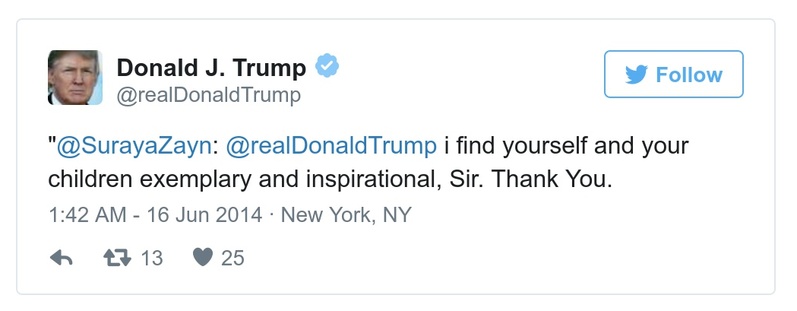 Donald J. Trump
@realDonaldTrump
Follow
"@SurayaZayn: @realDonaldTrump i find yourself and your
children exemplary and inspirational, Sir. Thank You.
1:42 AM - 16 Jun 2014 · New York, NY
13 25